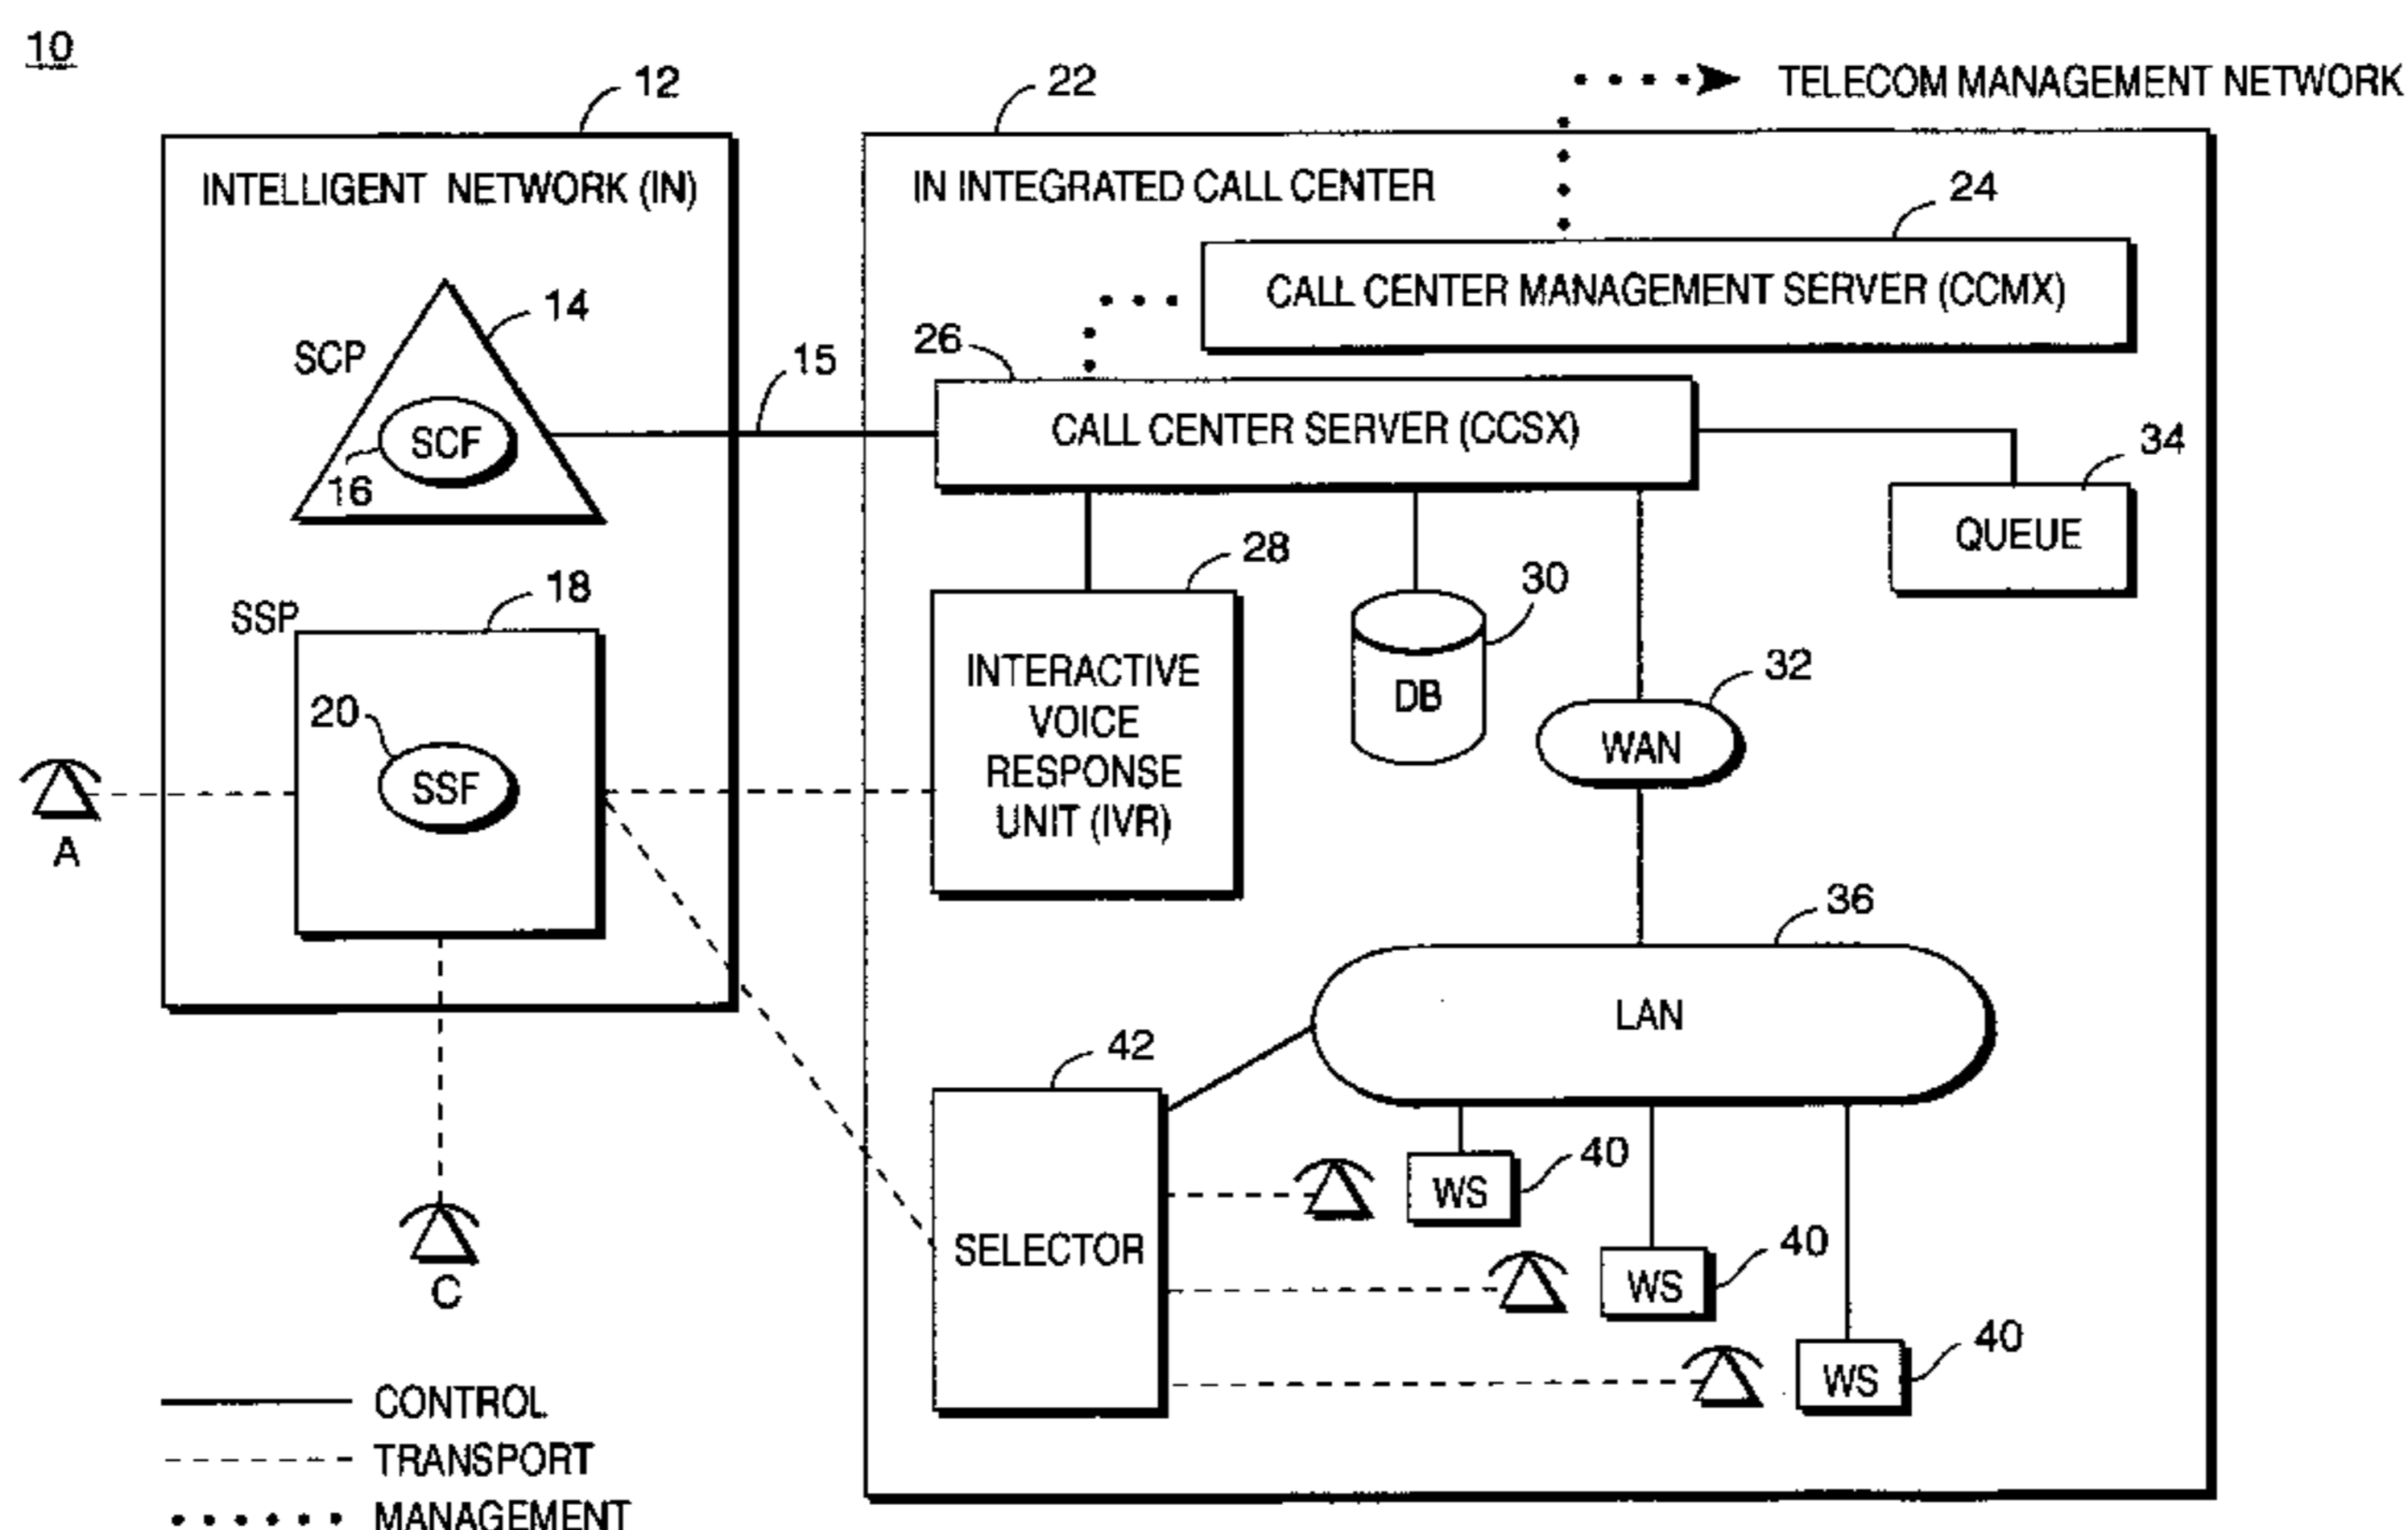 10
12
22
TELECOM MANAGEMENT NETWORK
INTELLIGENT NETWORK (IN)
IN INTEGRATED CALL CENTER
24
CALL CENTER MANAGEMENT SERVER (CCMX)
14
SCP
SCF
16
15
26
CALL CENTER SERVER (CCSX)
34
QUEUE
18
SSP
20
SSF
A
C
28
INTERACTIVE
VOICE
RESPONSE
UNIT (IVR)
30
DB
32
WAN
36
LAN
42
SELECTOR
WS
40
WS
40
WS
40
CONTROL
TRANSPORT
MANAGEMENT